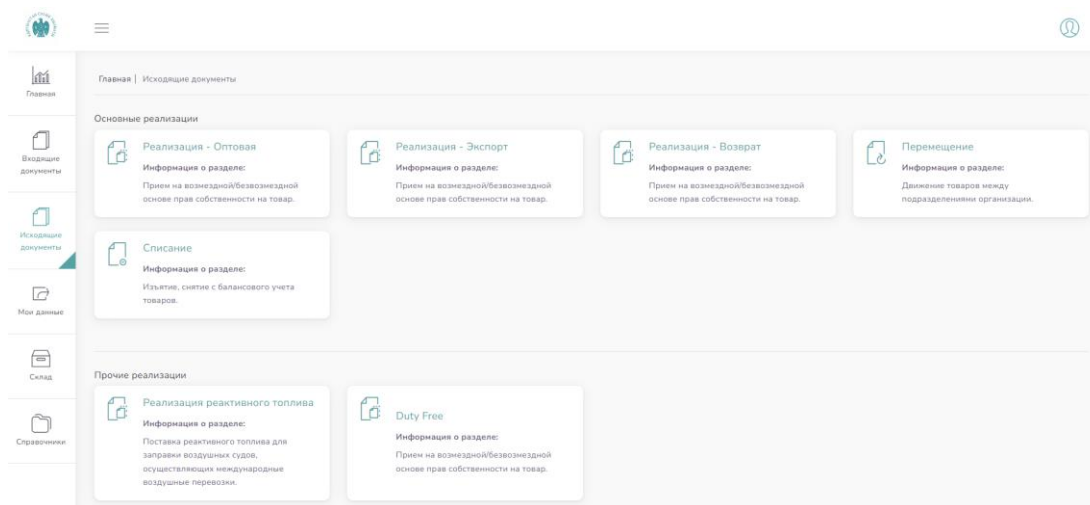 Главная | Исходящие документы
Главная
Входящие
документы
Исходящие
документы
Мои данные
Склад
Справочники
Основные реализации
Реализация - Оптовая
Информация о разделе:
Прием на возмездной/безвозмездной
основе прав собственности на товар.
Реализация - Экспорт
Информация о разделе:
Прием на возмездной/безвозмездной
основе прав собственности на товар.
Реализация - Возврат
Информация о разделе:
Прием на возмездной/безвозмездной
основе прав собственности на товар.
Перемещение
Информация о разделе:
Движение товаров между
подразделениями организации.
Списание
Информация о разделе:
Изъятие, снятие с балансового учета
товаров.
Прочие реализации
Реализация реактивного топлива
Информация о разделе:
Поставка реактивного топлива для
заправки воздушных судов,
осуществляющих международные
воздушные перевозки.
Duty Free
Информация о разделе:
Прием на возмездной/безвозмездной
основе прав собственности на товар.